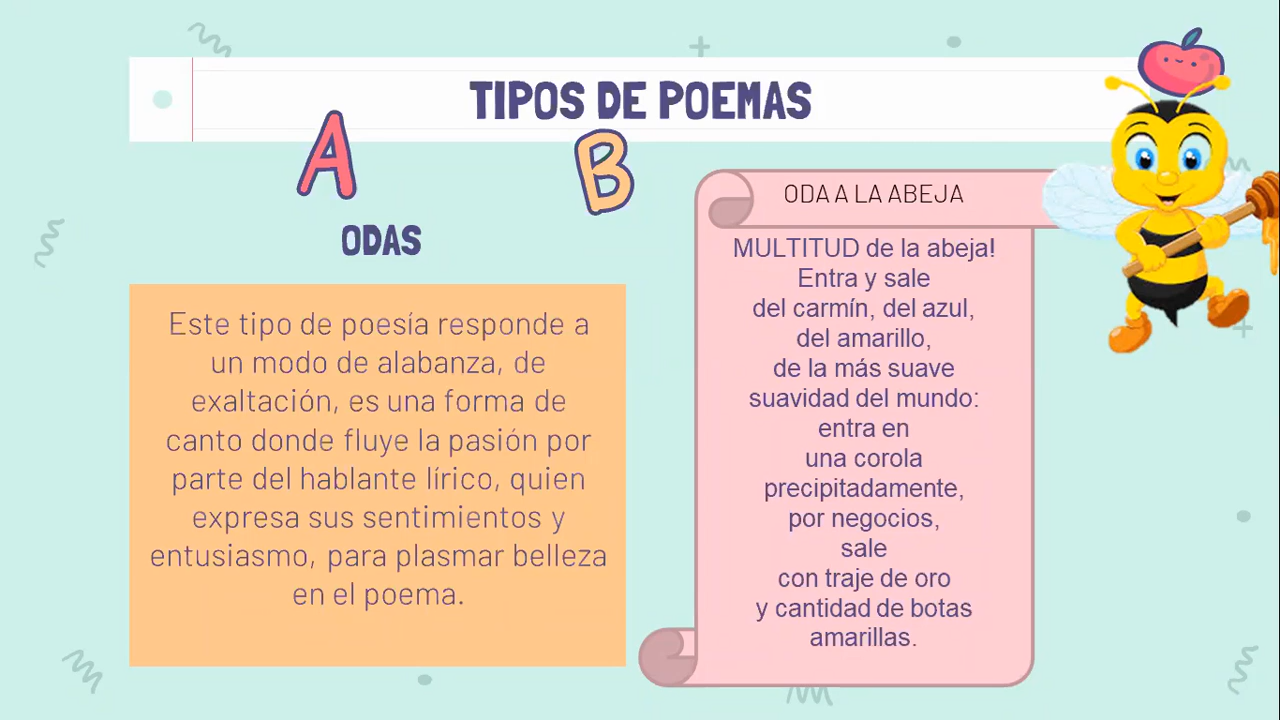 TIPOS DE POEMAS
A
B
ODAS
Este tipo de poesía responde a
un modo de alabanza, de
exaltación, es una forma de
canto donde fluye la pasión por
parte del hablante lírico, quien
expresa sus sentimientos y
entusiasmo, para plasmar belleza
en el poema.
ODA A LA ABEJA
MULTITUD de la abeja!
Entra y sale
del carmín, del azul,
del amarillo,
de la más suave
suavidad del mundo:
entra en
una corola
precipitadamente,
por negocios,
sale
con traje de oro
y cantidad de botas
amarillas.